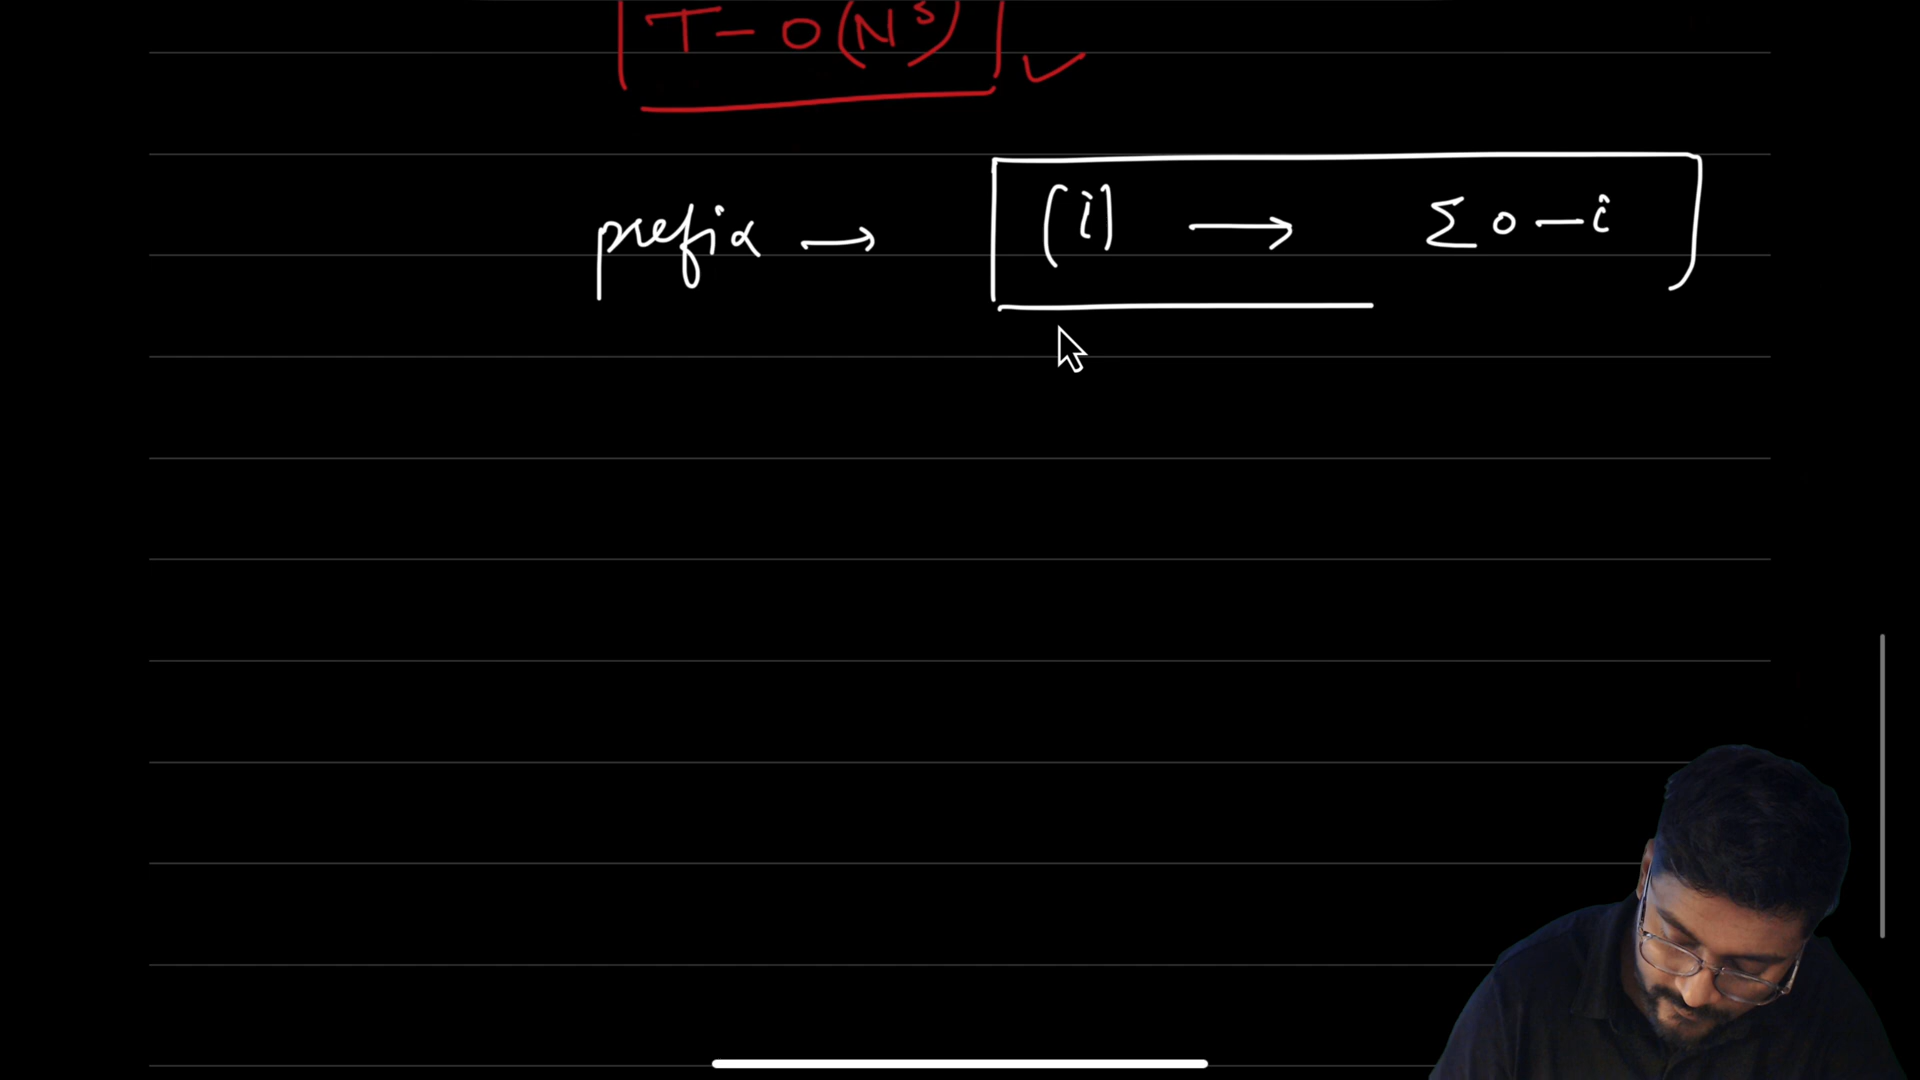 T - O(N³)
prefix → [i] → Σ 0 - i